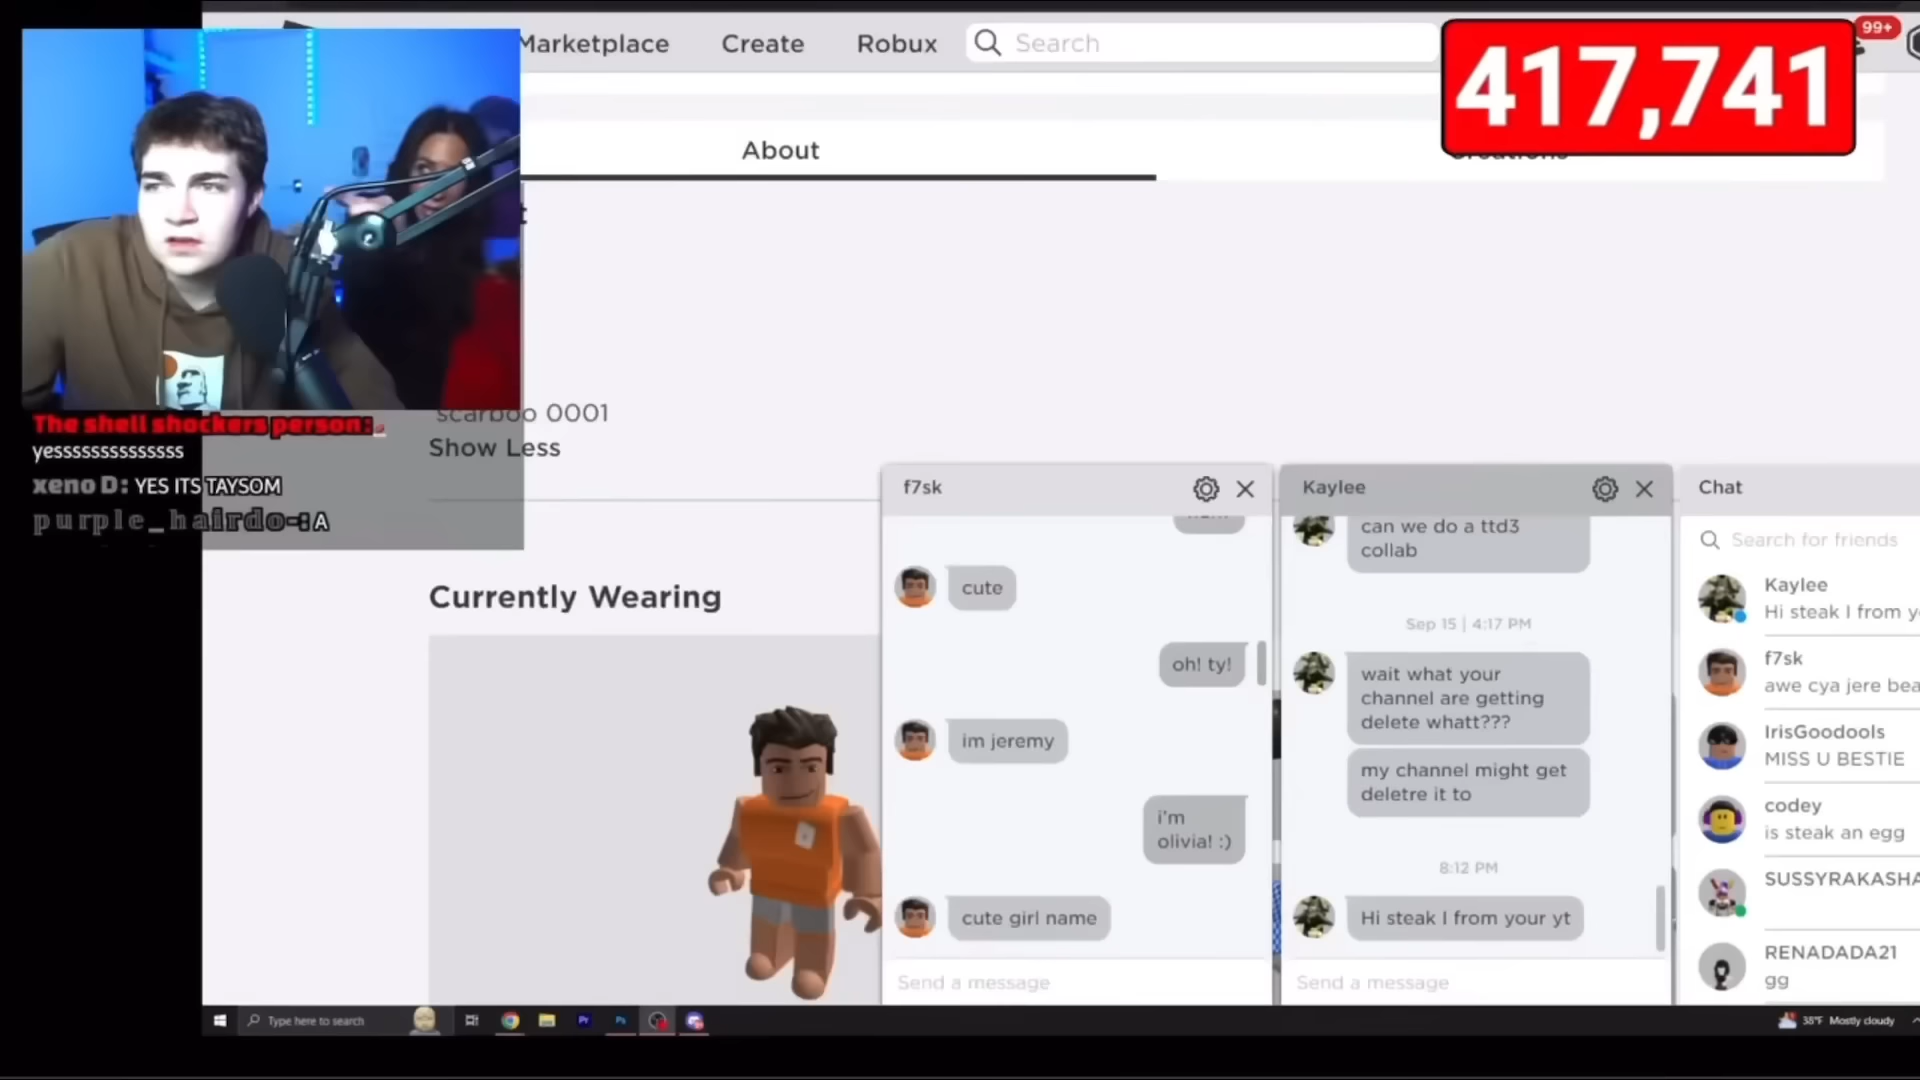 Marketplace
Create
Robux
Search
99+
417,741
About
Creations
The shell shockers person:
yessssssssssssss
xeno D: YES ITS TAYSOM
purple_hairdo-: A
scarboo 0001
Show Less
Currently Wearing
f7sk
cute
oh! ty!
im jeremy
i'm
olivia! :)
cute girl name
Send a message
Kaylee
can we do a ttd3
collab
Sep 15 | 4:17 PM
wait what your
channel are getting
delete whatt???
my channel might get
deletre it to
8:12 PM
Hi steak I from your yt
Send a message
Chat
Search for friends
Kaylee
Hi steak I from y
f7sk
awe cya jere bea
IrisGoodools
MISS U BESTIE
codey
is steak an egg
SUSSYRAKASHA
RENADADA21
gg
Type here to search
Pr
Ps
38°F Mostly cloudy